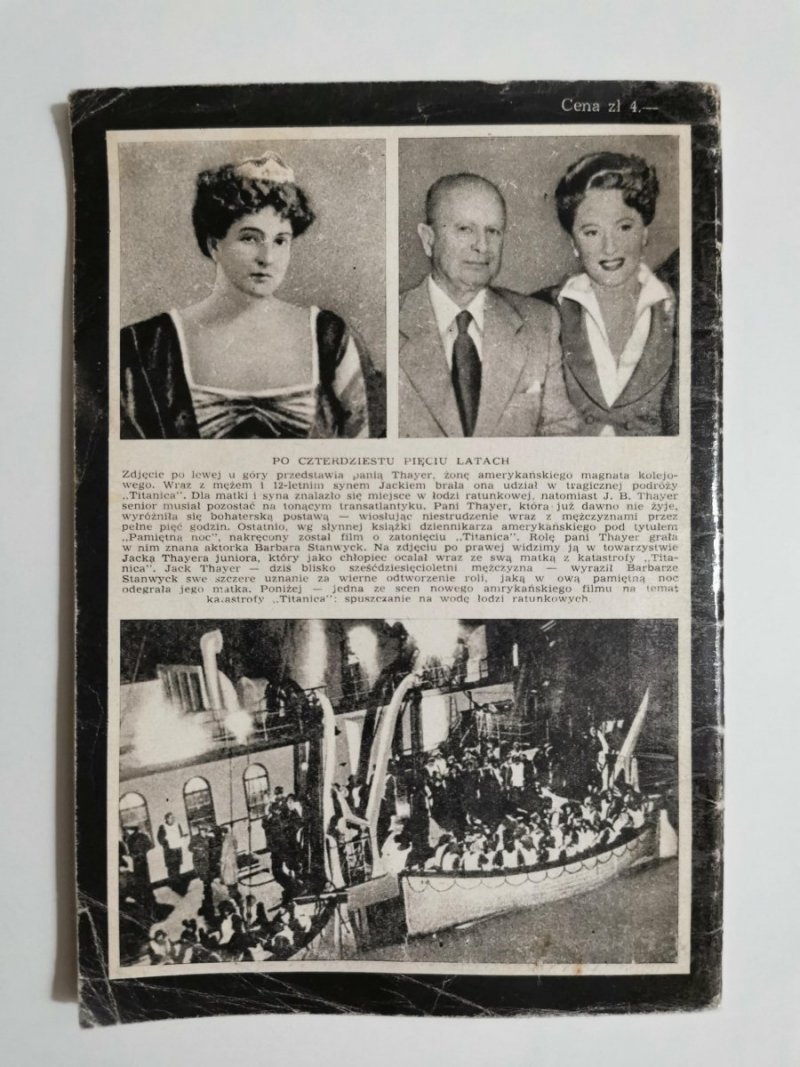 Cena zł 4.—
PO CZTERDZIESTU PIĘCIU LATACH
Zdjęcie po lewej u góry przedstawia panią Thayer, żonę amerykańskiego magnata kolejo-
wego. Wraz z mężem i 12-letnim synem Jackiem brała ona udział w tragicznej podróży
„Titanica". Dla matki i syna znalazło się miejsce w łodzi ratunkowej, natomiast J. B. Thayer
senior musiał pozostać na tonącym transatlantyku. Pani Thayer, która już dawno nie żyje,
wyróżniła się bohaterską postawą — wiosłując niestrudzenie wraz z mężczyznami przez
pełne pięć godzin. Ostatnio, wg słynnej książki dziennikarza amerykańskiego pod tytułem
„Pamiętna noc", nakręcony został film o zatonięciu „Titanica". Rolę pani Thayer grała
w nim znana aktorka Barbara Stanwyck. Na zdjęciu po prawej widzimy ją w towarzystwie
Jacka Thayera juniora, który jako chłopiec ocalał wraz ze swą matką z katastrofy „Tita-
nica". Jack Thayer — dziś blisko sześćdziesięcioletni mężczyzna — wyraził Barbarze
Stanwyck swe szczere uznanie za wierne odtworzenie roli, jaką w ową pamiętną noc
odegrała jego matka. Poniżej — jedna ze scen nowego amrykańskiego filmu na temat
katastrofy „Titanica": spuszczanie na wodę łodzi ratunkowych.